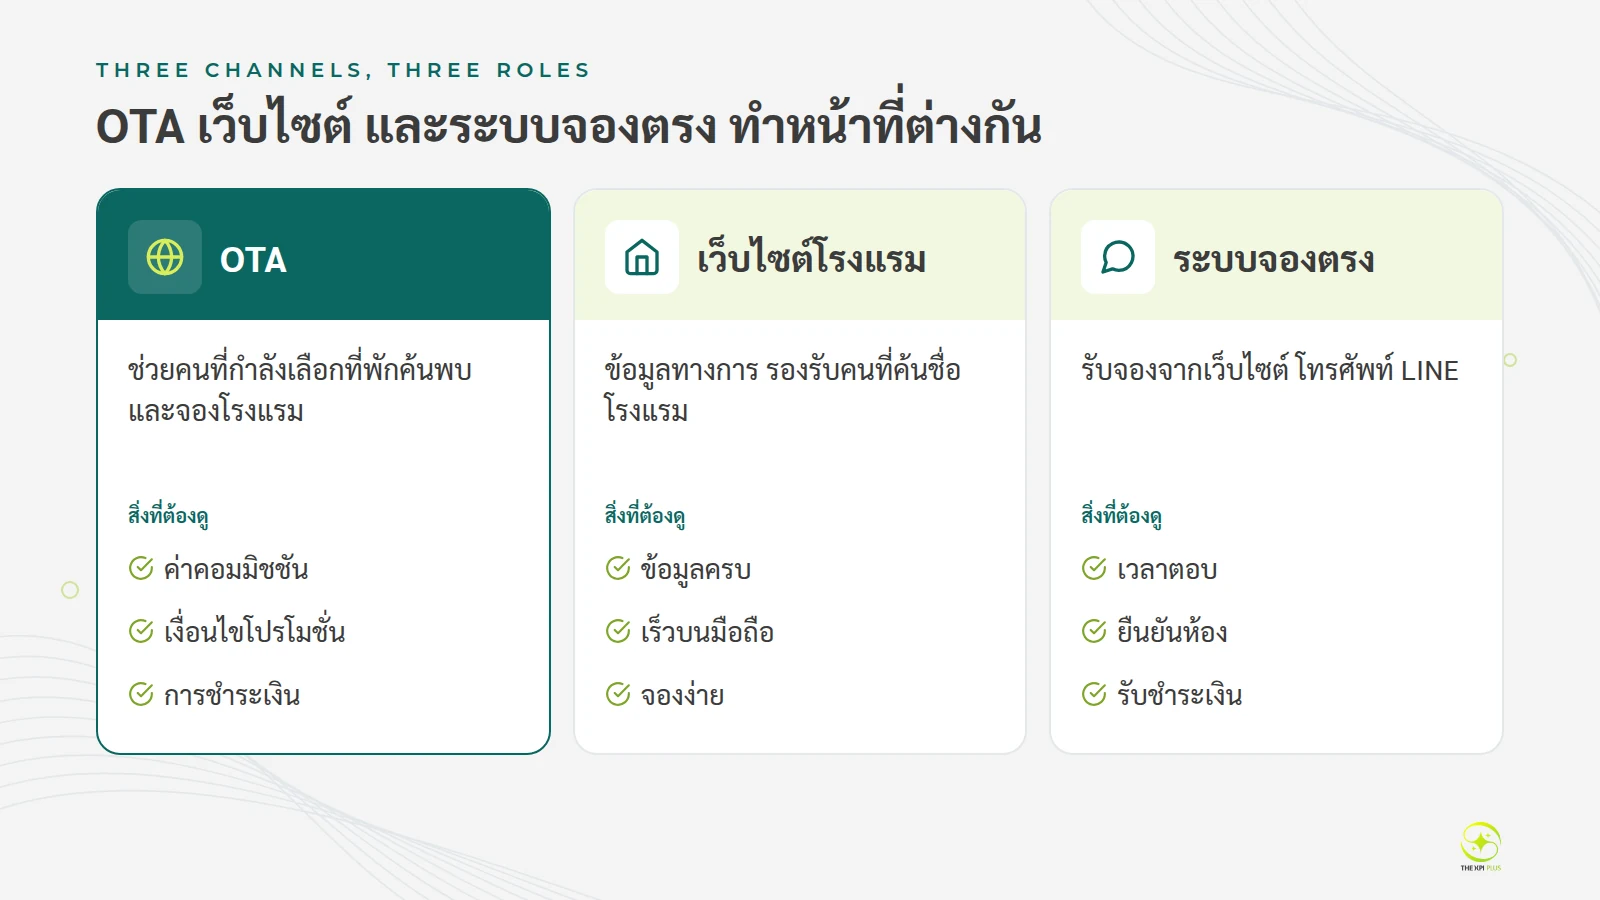 THREE CHANNELS, THREE ROLES
OTA เว็บไซต์ และระบบจองตรง ทำหน้าที่ต่างกัน
OTA
ช่วยคนที่กำลังเลือกที่พักค้นพบ
และจองโรงแรม
สิ่งที่ต้องดู
ค่าคอมมิชชัน
เงื่อนไขโปรโมชั่น
การชำระเงิน
เว็บไซต์โรงแรม
ข้อมูลทางการ รองรับคนที่ค้นชื่อ
โรงแรม
สิ่งที่ต้องดู
ข้อมูลครบ
เร็วบนมือถือ
จองง่าย
ระบบจองตรง
รับจองจากเว็บไซต์ โทรศัพท์ LINE
สิ่งที่ต้องดู
เวลาตอบ
ยืนยันห้อง
รับชำระเงิน
THE XPI PLUS